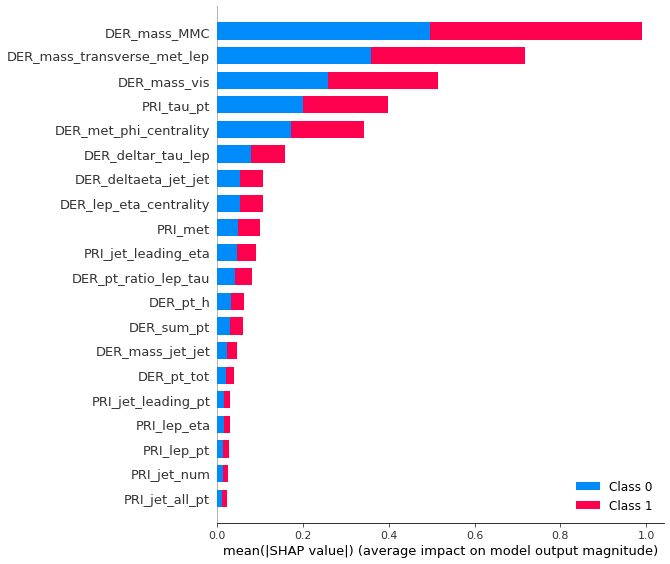 DER_mass_MMC
DER_mass_transverse_met_lep
DER_mass_vis
PRI_tau_pt
DER_met_phi_centrality
DER_deltar_tau_lep
DER_deltaeta_jet_jet
DER_lep_eta_centrality
PRI_met
PRI_jet_leading_eta
DER_pt_ratio_lep_tau
DER_pt_h
DER_sum_pt
DER_mass_jet_jet
DER_pt_tot
PRI_jet_leading_pt
PRI_lep_eta
PRI_lep_pt
PRI_jet_num
PRI_jet_all_pt
Class 0
Class 1
0.0 0.2 0.4 0.6 0.8 1.0
mean(|SHAP value|) (average impact on model output magnitude)